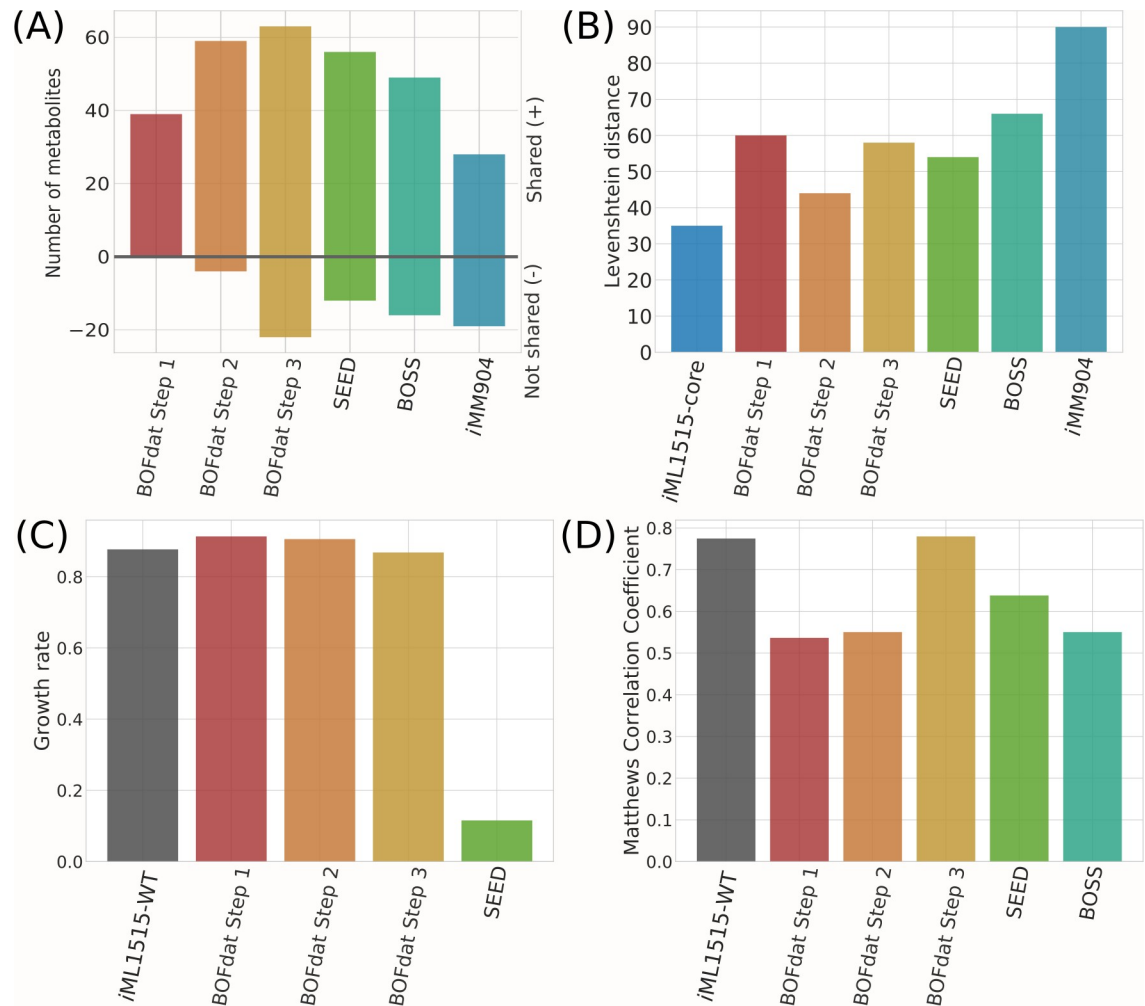 (A)
Number of metabolites
60
40
20
0
−20
Shared (+)
Not shared (-)
BOFdat Step 1
BOFdat Step 2
BOFdat Step 3
SEED
BOSS
iMM904
(B)
Levenshtein distance
90
80
70
60
50
40
30
20
10
0
iML1515-core
BOFdat Step 1
BOFdat Step 2
BOFdat Step 3
SEED
BOSS
iMM904
(C)
Growth rate
0.8
0.6
0.4
0.2
0.0
iML1515-WT
BOFdat Step 1
BOFdat Step 2
BOFdat Step 3
SEED
(D)
Matthews Correlation Coefficient
0.8
0.7
0.6
0.5
0.4
0.3
0.2
0.1
0.0
iML1515-WT
BOFdat Step 1
BOFdat Step 2
BOFdat Step 3
SEED
BOSS